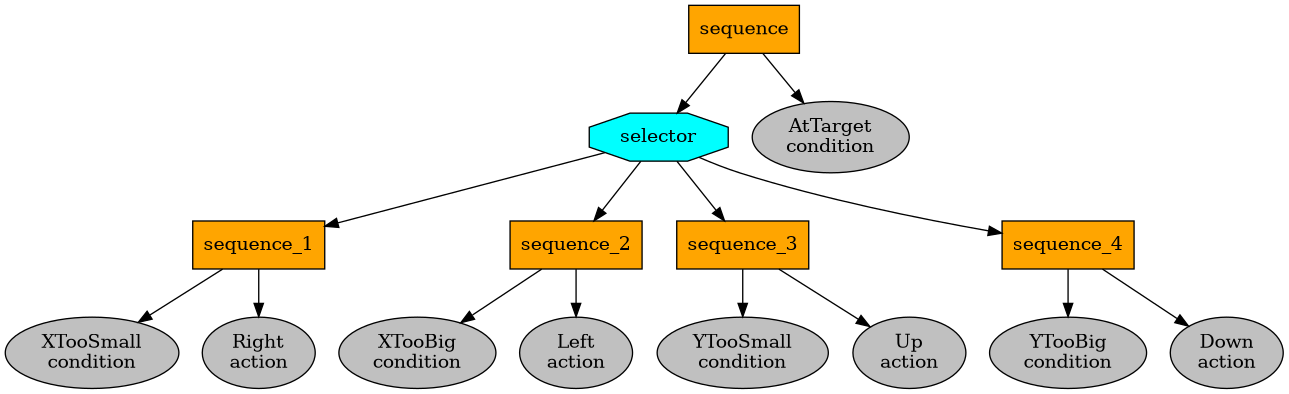 sequence
selector
AtTarget
condition
sequence_1
sequence_2
sequence_3
sequence_4
XTooSmall
condition
Right
action
XTooBig
condition
Left
action
YTooSmall
condition
Up
action
YTooBig
condition
Down
action